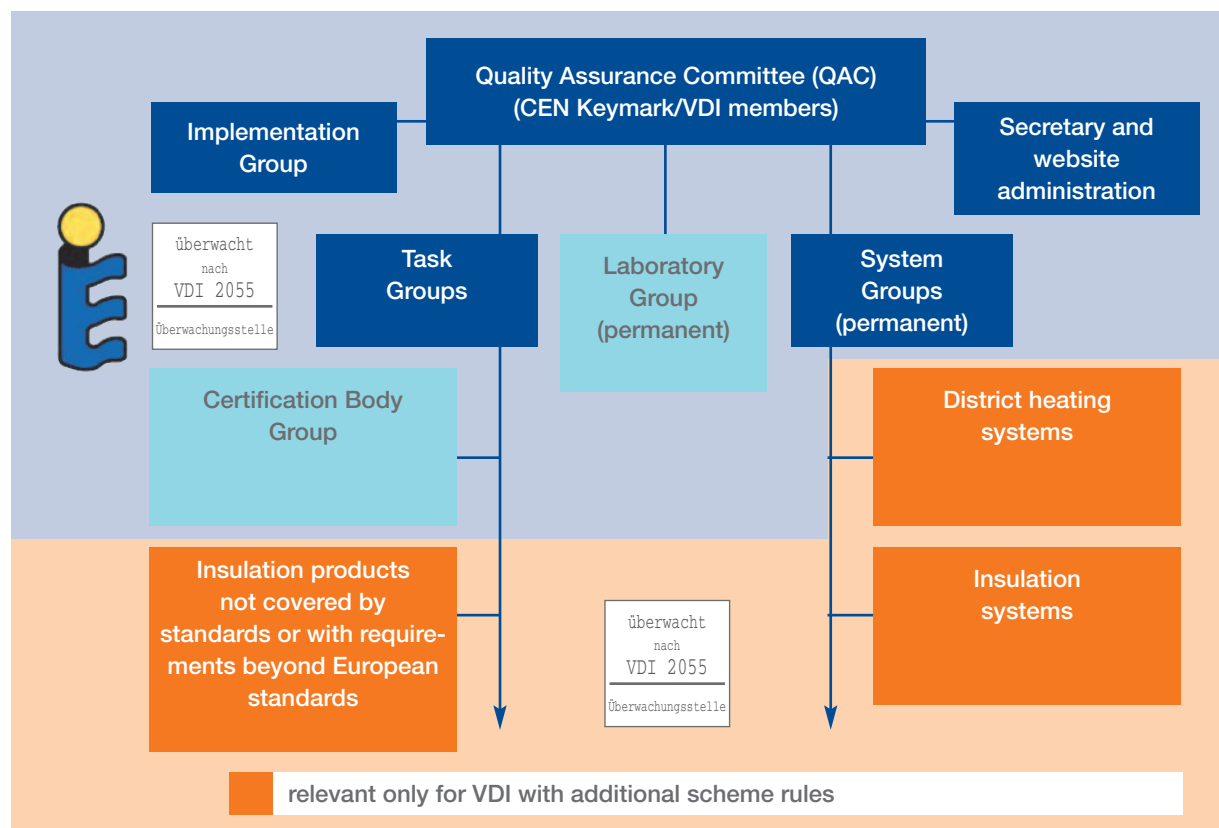 Quality Assurance Committee (QAC)
(CEN Keymark/VDI members)
Implementation
Group
Secretary and
website
administration
überwacht
nach
VDI 2055
Überwachungsstelle
Task
Groups
Laboratory
Group
(permanent)
System
Groups
(permanent)
Certification Body
Group
District heating
systems
Insulation products
not covered by
standards or with require-
ments beyond European
standards
überwacht
nach
VDI 2055
Überwachungsstelle
Insulation
systems
relevant only for VDI with additional scheme rules